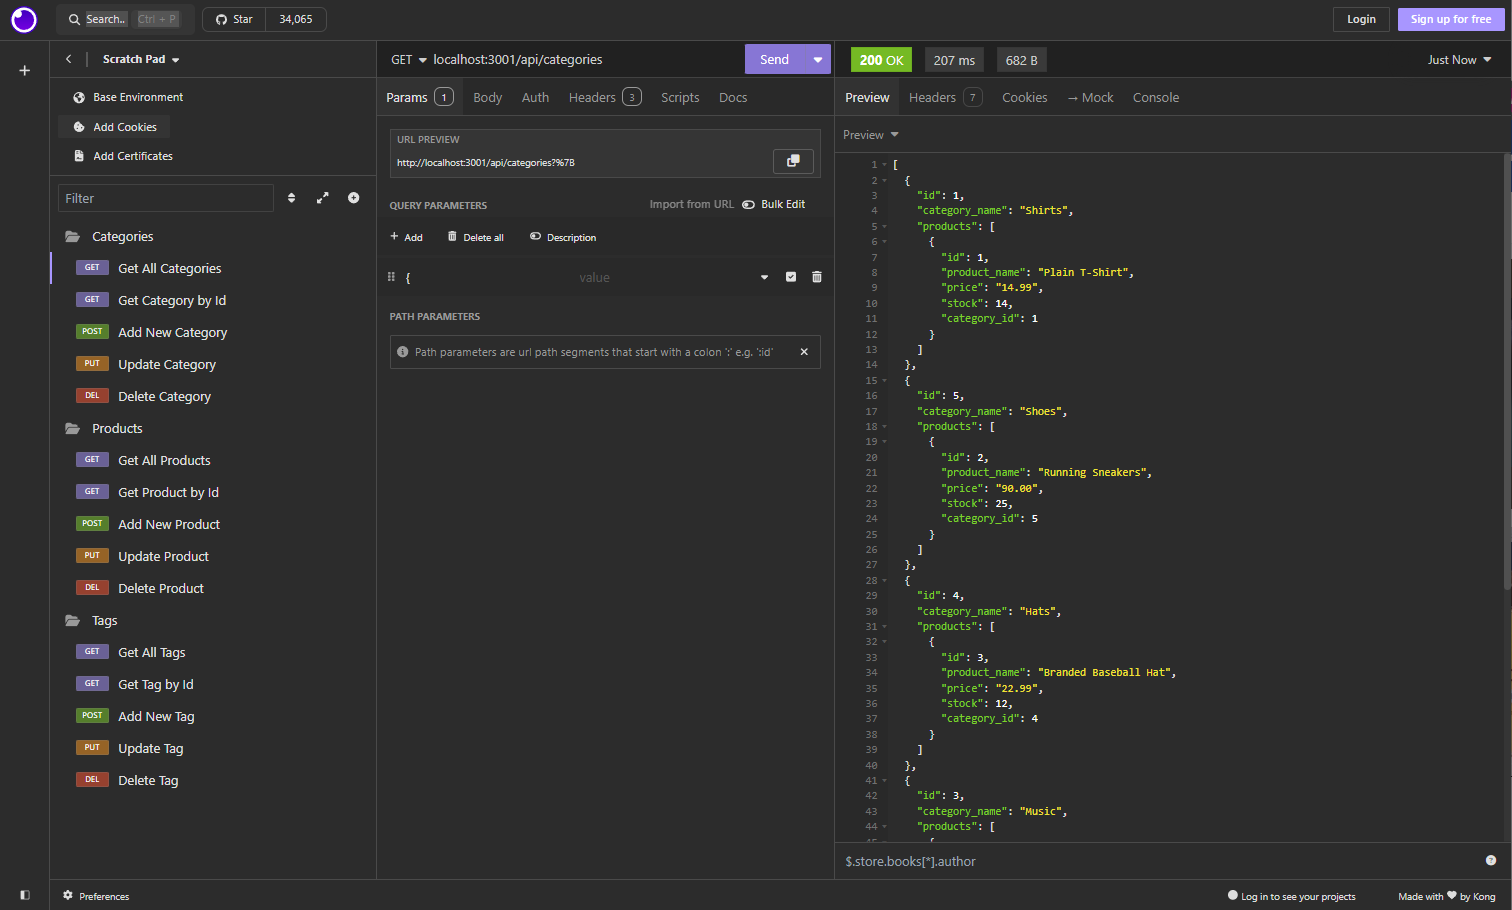 Search.. Ctrl + P
Star 34,065
Login
Sign up for free
Scratch Pad
Base Environment
Add Cookies
Add Certificates
Filter
Categories
GET Get All Categories
GET Get Category by Id
POST Add New Category
PUT Update Category
DEL Delete Category
Products
GET Get All Products
GET Get Product by Id
POST Add New Product
PUT Update Product
DEL Delete Product
Tags
GET Get All Tags
GET Get Tag by Id
POST Add New Tag
PUT Update Tag
DEL Delete Tag
Preferences
GET localhost:3001/api/categories Send
Params 1 Body Auth Headers 3 Scripts Docs
URL PREVIEW
http://localhost:3001/api/categories?%7B
QUERY PARAMETERS Import from URL Bulk Edit
+ Add Delete all Description
{ value
PATH PARAMETERS
Path parameters are url path segments that start with a colon ':' e.g. ':id'
200 OK 207 ms 682 B Just Now
Preview Headers 7 Cookies → Mock Console
Preview
1 [
2 {
3 "id": 1,
4 "category_name": "Shirts",
5 "products": [
6 {
7 "id": 1,
8 "product_name": "Plain T-Shirt",
9 "price": "14.99",
10 "stock": 14,
11 "category_id": 1
12 }
13 ]
14 },
15 {
16 "id": 5,
17 "category_name": "Shoes",
18 "products": [
19 {
20 "id": 2,
21 "product_name": "Running Sneakers",
22 "price": "90.00",
23 "stock": 25,
24 "category_id": 5
25 }
26 ]
27 },
28 {
29 "id": 4,
30 "category_name": "Hats",
31 "products": [
32 {
33 "id": 3,
34 "product_name": "Branded Baseball Hat",
35 "price": "22.99",
36 "stock": 12,
37 "category_id": 4
38 }
39 ]
40 },
41 {
42 "id": 3,
43 "category_name": "Music",
44 "products": [
45 {
$.store.books[*].author
Log in to see your projects
Made with ❤ by Kong